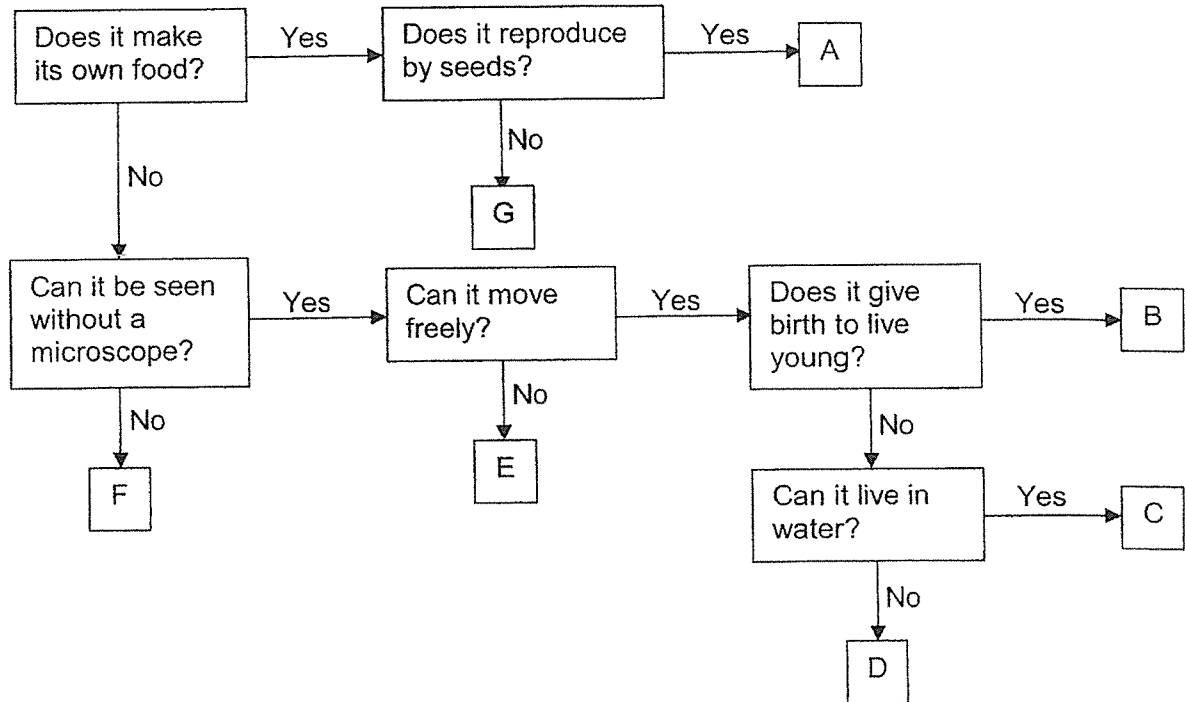 Does it make
its own food?
Yes
Does it reproduce
by seeds?
Yes
A
No
No
G
Can it be seen
without a
microscope?
Yes
Can it move
freely?
Yes
Does it give
birth to live
young?
Yes
B
No
No
No
F
E
Can it live in
water?
Yes
C
No
D